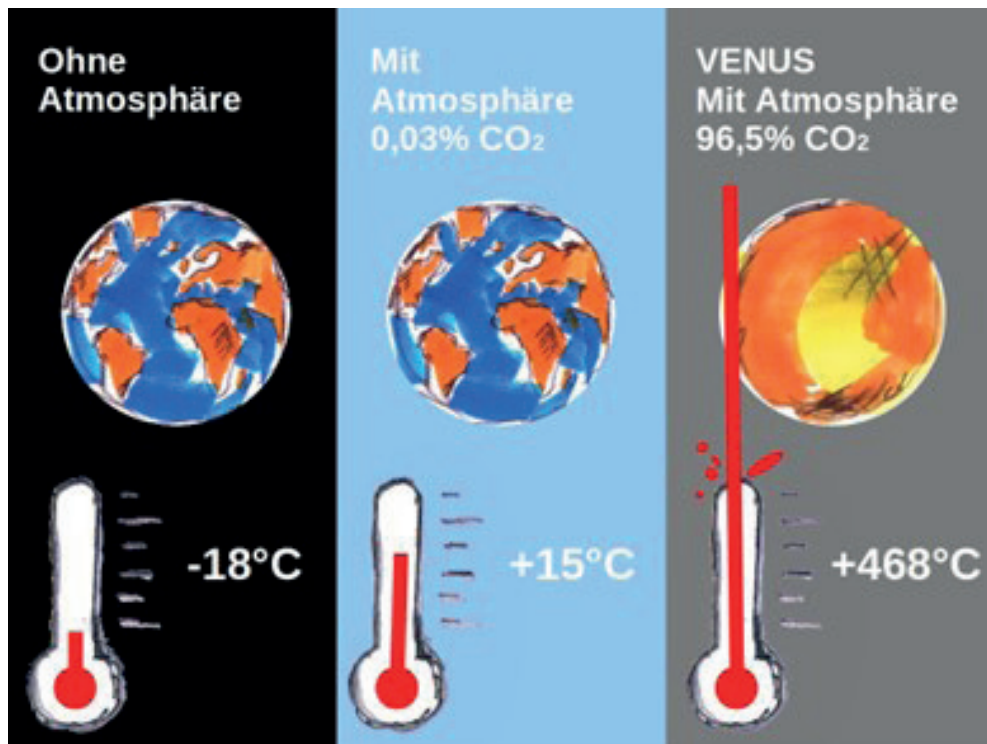 Ohne
Atmosphäre
-18°C
Mit
Atmosphäre
0,03% CO₂
+15°C
VENUS
Mit Atmosphäre
96,5% CO₂
+468°C